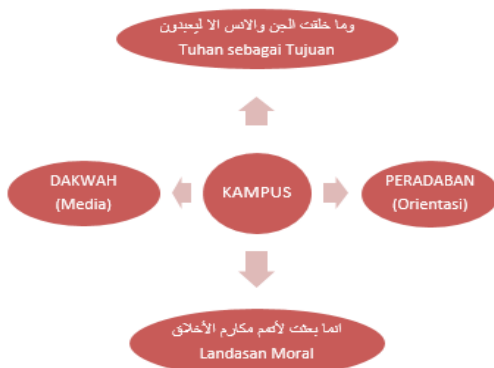 وما خلقت الجن والانس الا ليعبدون
Tuhan sebagai Tujuan
DAKWAH
(Media)
KAMPUS
PERADABAN
(Orientasi)
انما بعثت لأتمم مكارم الأخلاق
Landasan Moral